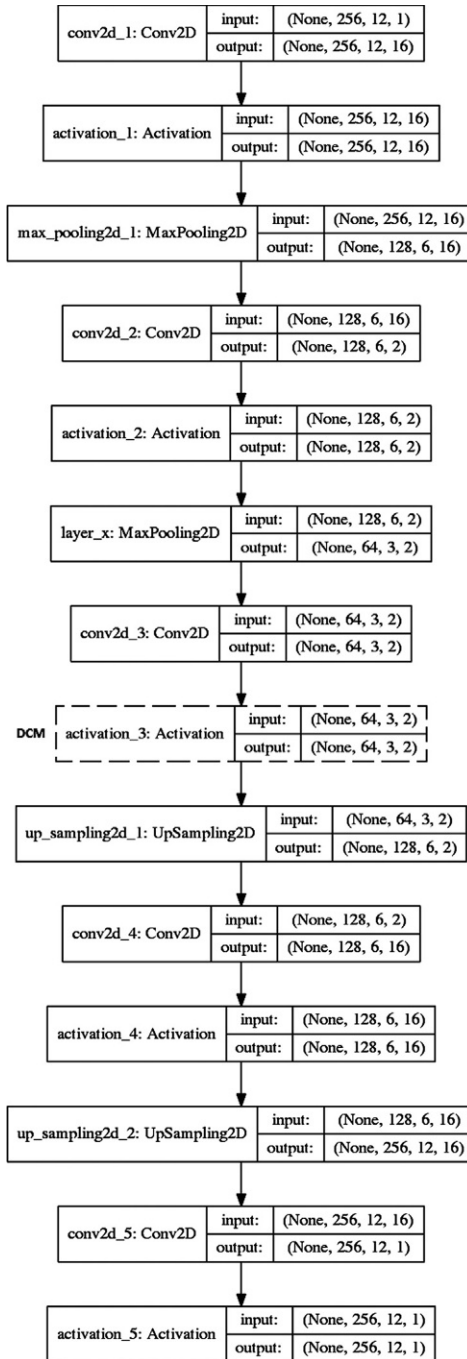 conv2d_1: Conv2D
input: (None, 256, 12, 1)
output: (None, 256, 12, 16)
activation_1: Activation
input: (None, 256, 12, 16)
output: (None, 256, 12, 16)
max_pooling2d_1: MaxPooling2D
input: (None, 256, 12, 16)
output: (None, 128, 6, 16)
conv2d_2: Conv2D
input: (None, 128, 6, 16)
output: (None, 128, 6, 2)
activation_2: Activation
input: (None, 128, 6, 2)
output: (None, 128, 6, 2)
layer_x: MaxPooling2D
input: (None, 128, 6, 2)
output: (None, 64, 3, 2)
conv2d_3: Conv2D
input: (None, 64, 3, 2)
output: (None, 64, 3, 2)
DCM
activation_3: Activation
input: (None, 64, 3, 2)
output: (None, 64, 3, 2)
up_sampling2d_1: UpSampling2D
input: (None, 64, 3, 2)
output: (None, 128, 6, 2)
conv2d_4: Conv2D
input: (None, 128, 6, 2)
output: (None, 128, 6, 16)
activation_4: Activation
input: (None, 128, 6, 16)
output: (None, 128, 6, 16)
up_sampling2d_2: UpSampling2D
input: (None, 128, 6, 16)
output: (None, 256, 12, 16)
conv2d_5: Conv2D
input: (None, 256, 12, 16)
output: (None, 256, 12, 1)
activation_5: Activation
input: (None, 256, 12, 1)
output: (None, 256, 12, 1)